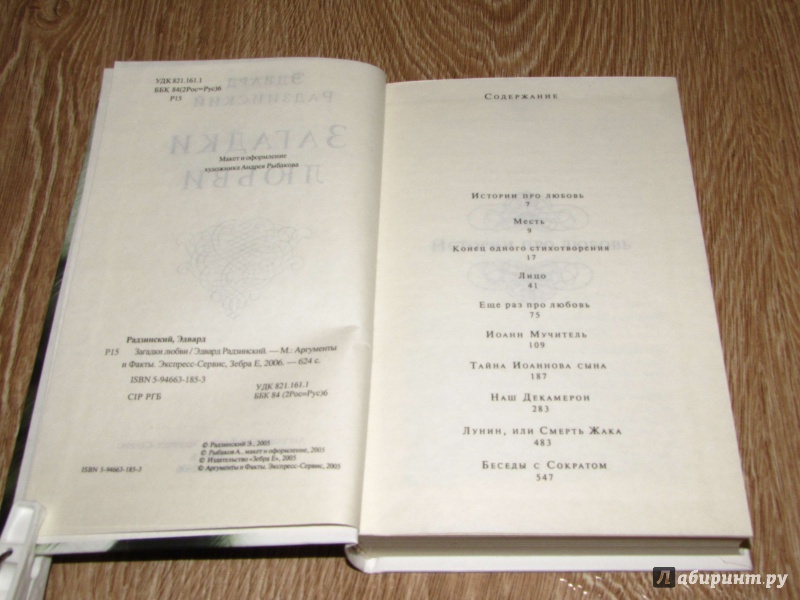 УДК 821.161.1
ББК 84(2Рос=Рус)6
Р15
ЭДВАРД
РАДЗИНСКИЙ
ЗАГАДКИ
ЛЮБВИ
Макет и оформление
художника Андрея Рыбакова
Радзинский, Эдвард
Р15 Загадки любви / Эдвард Радзинский. — М.: Аргументы
и Факты. Экспресс-Сервис, Зебра Е, 2006. — 624 с.
ISBN 5-94663-185-3
УДК 821.161.1
CIP РГБ ББК 84 (2Рос=Рус)6
© Радзинский Э., 2005
© Рыбаков А., макет и оформление, 2005
© Издательство «Зебра Е», 2005
ISBN 5-94663-185-3 © Аргументы и Факты. Экспресс-Сервис, 2005
Содержание
Истории про любовь
7
Месть
9
Конец одного стихотворения
17
Лицо
41
Еще раз про любовь
75
Иоанн Мучитель
109
Тайна Иоаннова сына
187
Наш Декамерон
283
Лунин, или Смерть Жака
483
Беседы с Сократом
547
Лабиринт.ру